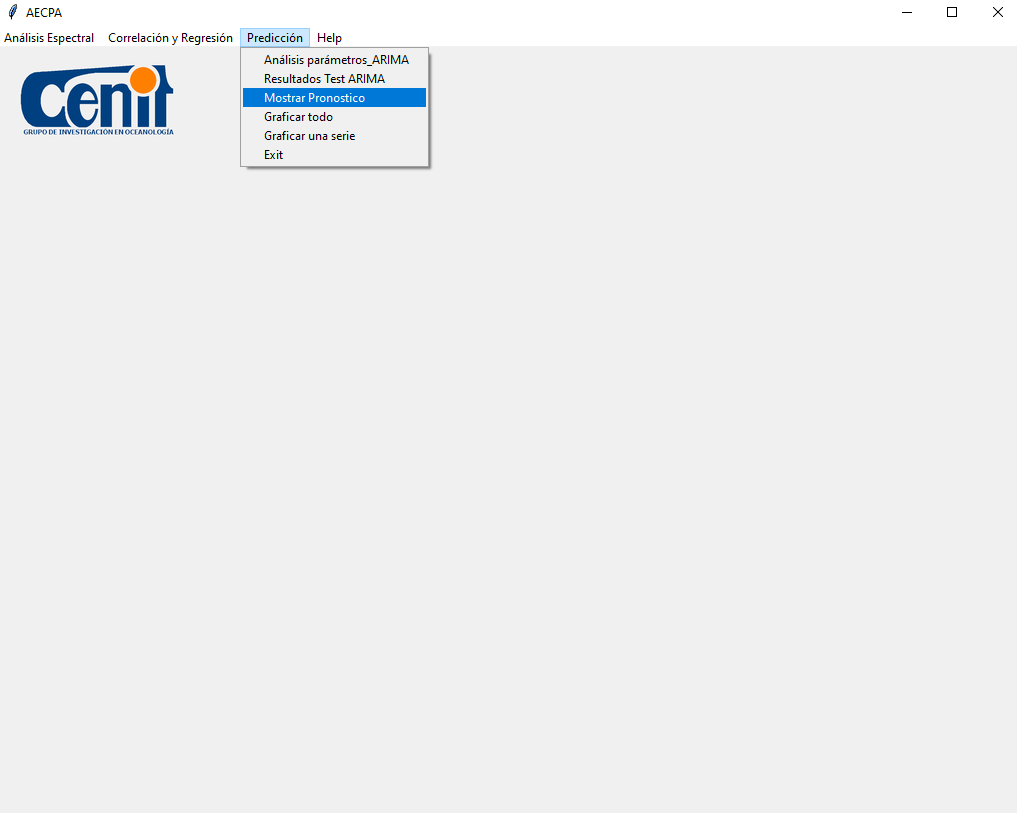 AECPA
Análisis Espectral Correlación y Regresión Predicción Help
Análisis parámetros_ARIMA
Resultados Test ARIMA
Mostrar Pronostico
Graficar todo
Graficar una serie
Exit
Cenit
GRUPO DE INVESTIGACIÓN EN OCEANOLOGÍA